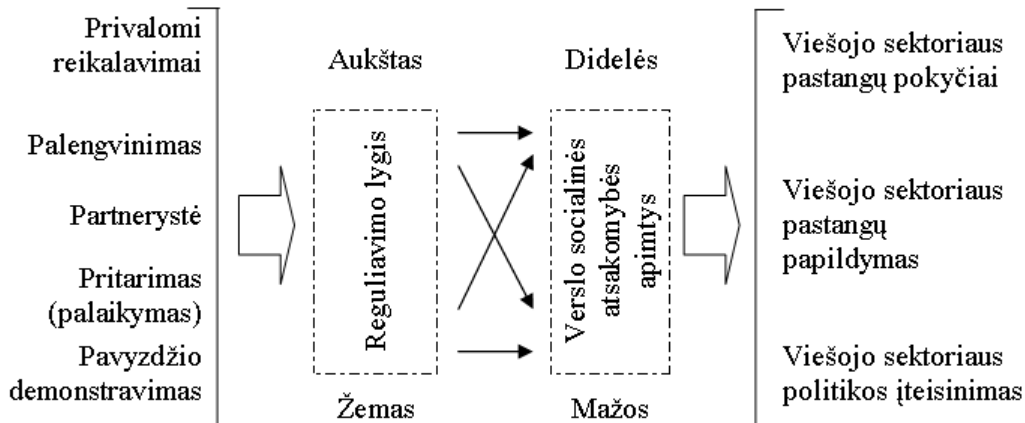 Privalomi
reikalavimai
Palengvinimas
Partnerystė
Pritarimas
(palaikymas)
Pavyzdžio
demonstravimas
Aukštas
Reguliavimo lygis
Žemas
Didelės
Verslo socialinės
atsakomybės
apimtys
Mažos
Viešojo sektoriaus
pastangų pokyčiai
Viešojo sektoriaus
pastangų
papildymas
Viešojo sektoriaus
politikos įteisinimas